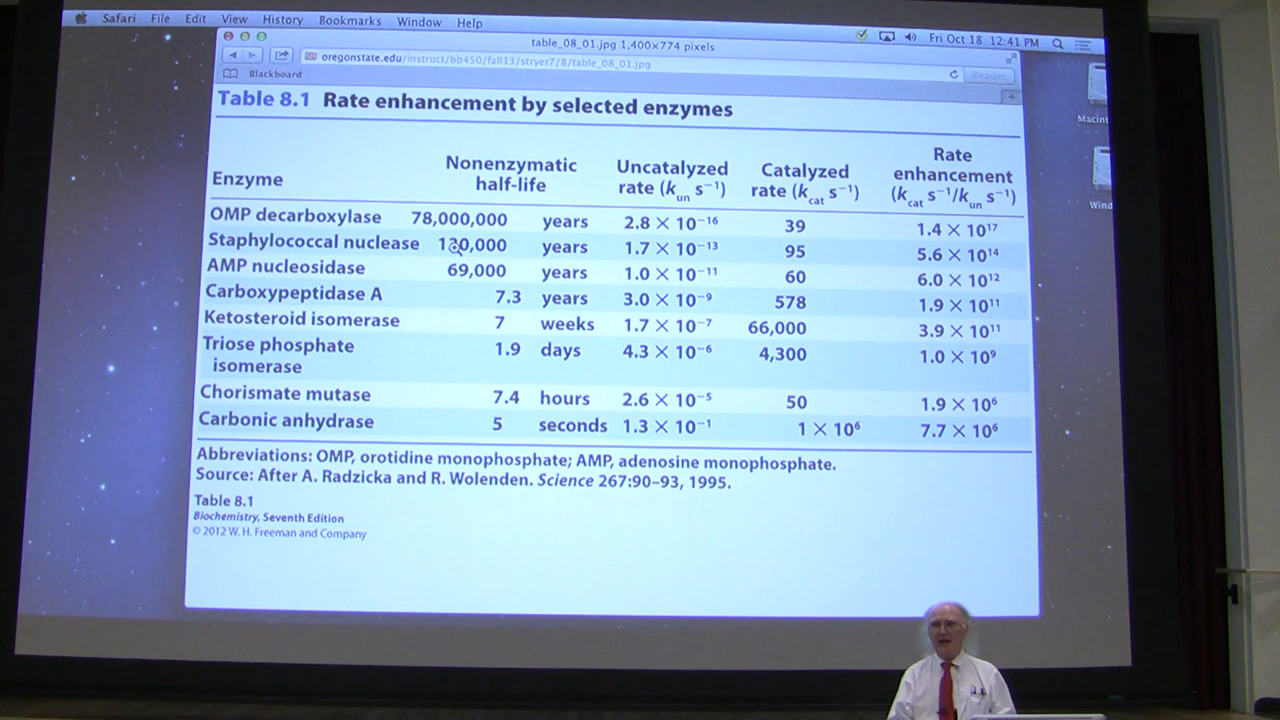 Safari File Edit View History Bookmarks Window Help
Fri Oct 18 12:41 PM
table_08_01.jpg 1,400×774 pixels
oregonstate.edu/instruct/bb450/fall13/stryer7/8/table_08_01.jpg
Reader
Blackboard
Table 8.1 Rate enhancement by selected enzymes
Enzyme Nonenzymatic half-life Uncatalyzed rate (k_un s⁻¹) Catalyzed rate (k_cat s⁻¹) Rate enhancement (k_cat s⁻¹/k_un s⁻¹)
OMP decarboxylase 78,000,000 years 2.8 × 10⁻¹⁶ 39 1.4 × 10¹⁷
Staphylococcal nuclease years 1.7 × 10⁻¹³ 95 5.6 × 10¹⁴
AMP nucleosidase 69,000 years 1.0 × 10⁻¹¹ 60 6.0 × 10¹²
Carboxypeptidase A 7.3 years 3.0 × 10⁻⁹ 578 1.9 × 10¹¹
Ketosteroid isomerase 7 weeks 1.7 × 10⁻⁷ 66,000 3.9 × 10¹¹
Triose phosphate isomerase 1.9 days 4.3 × 10⁻⁶ 4,300 1.0 × 10⁹
Chorismate mutase 7.4 hours 2.6 × 10⁻⁵ 50 1.9 × 10⁶
Carbonic anhydrase 5 seconds 1.3 × 10⁻¹ 1 × 10⁶ 7.7 × 10⁶
Abbreviations: OMP, orotidine monophosphate; AMP, adenosine monophosphate.
Source: After A. Radzicka and R. Wolenden. Science 267:90–93, 1995.
Table 8.1
Biochemistry, Seventh Edition
© 2012 W. H. Freeman and Company
Macint
Wind